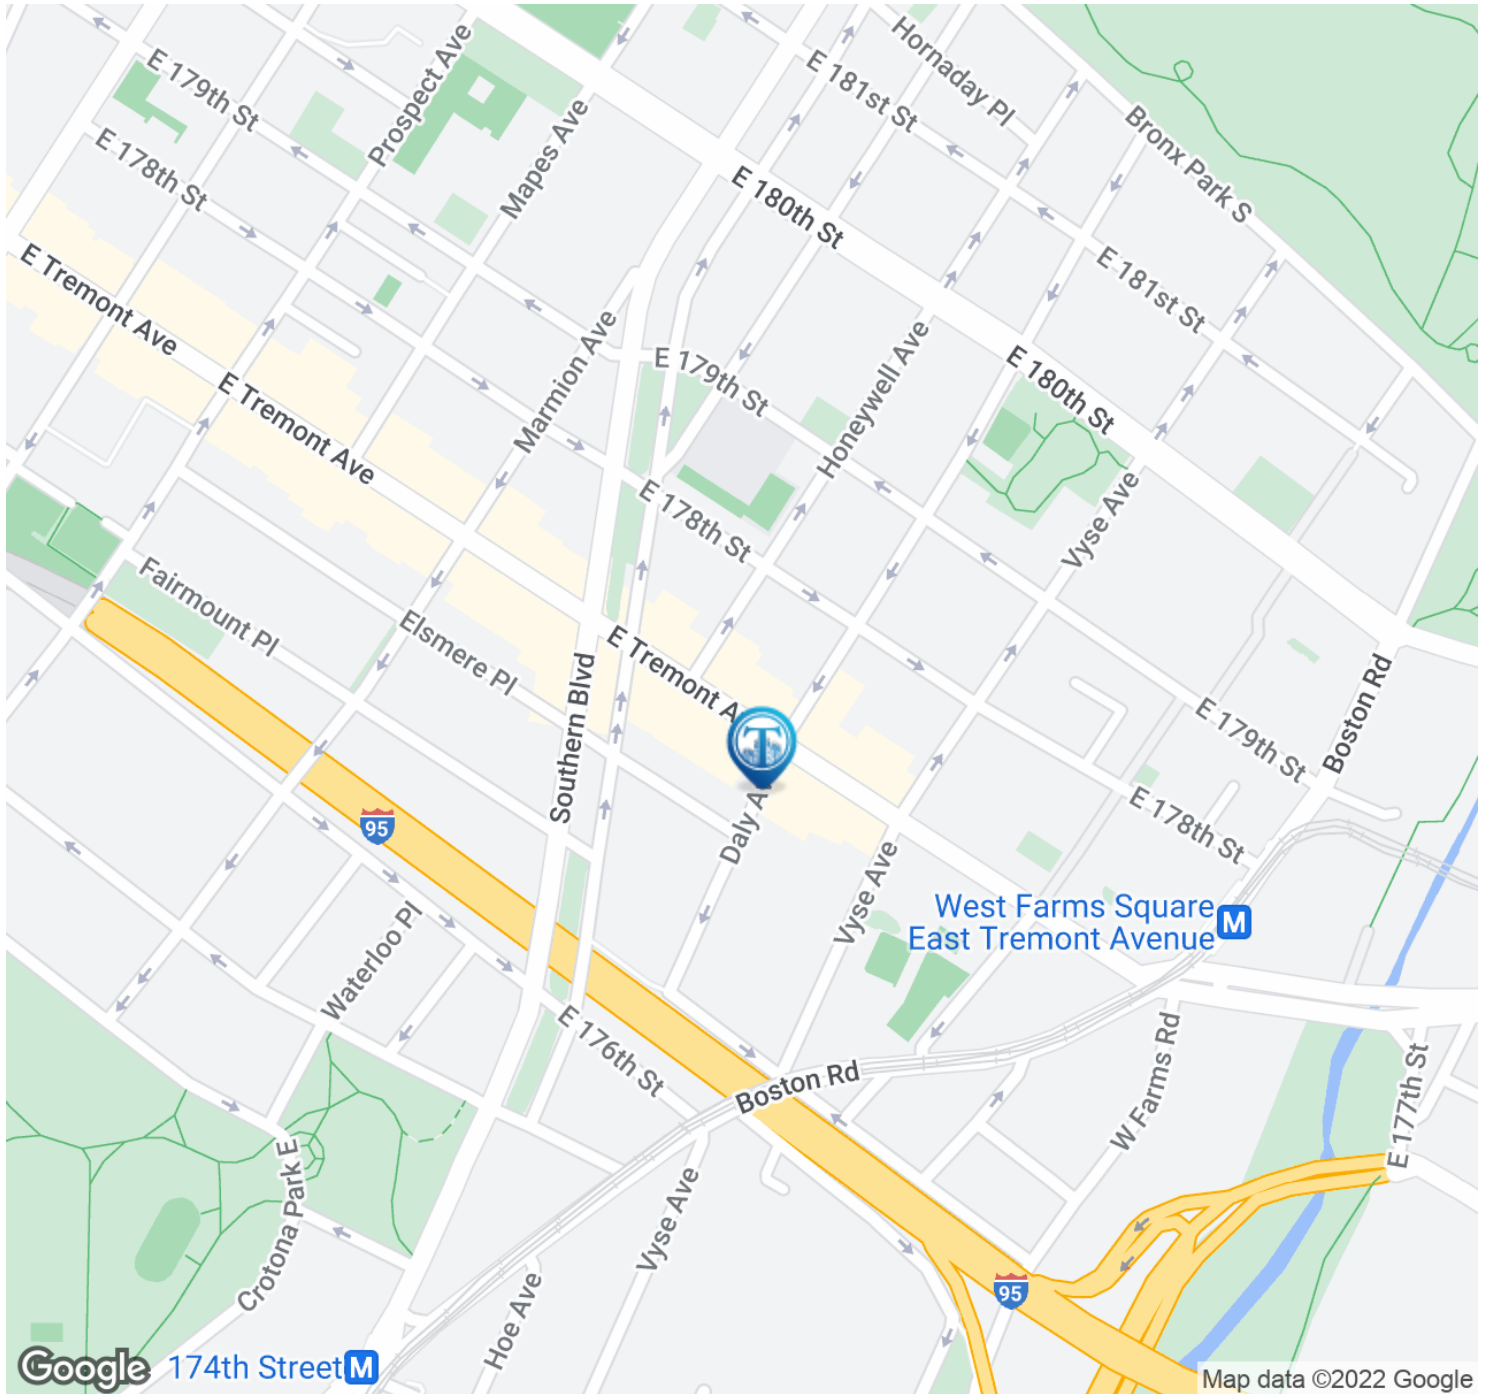 Hornaday Pl
E 179th St
Prospect Ave
E 181st St
Bronx Park S
E 178th St
Mapes Ave
E 180th St
E Tremont Ave
E 181st St
Marmion Ave
E 179th St
Honeywell Ave
E 180th St
E Tremont Ave
E 178th St
Vyse Ave
Fairmount Pl
Elsmere Pl
E Tremont A
T
Southern Blvd
Boston Rd
E 179th St
95
Daly A
E 178th St
Vyse Ave
West Farms Square
East Tremont Avenue
M
Waterloo Pl
E 176th St
Boston Rd
W Farms Rd
E 177th St
Crotona Park E
Vyse Ave
95
Hoe Ave
Google
174th Street
M
Map data ©2022 Google